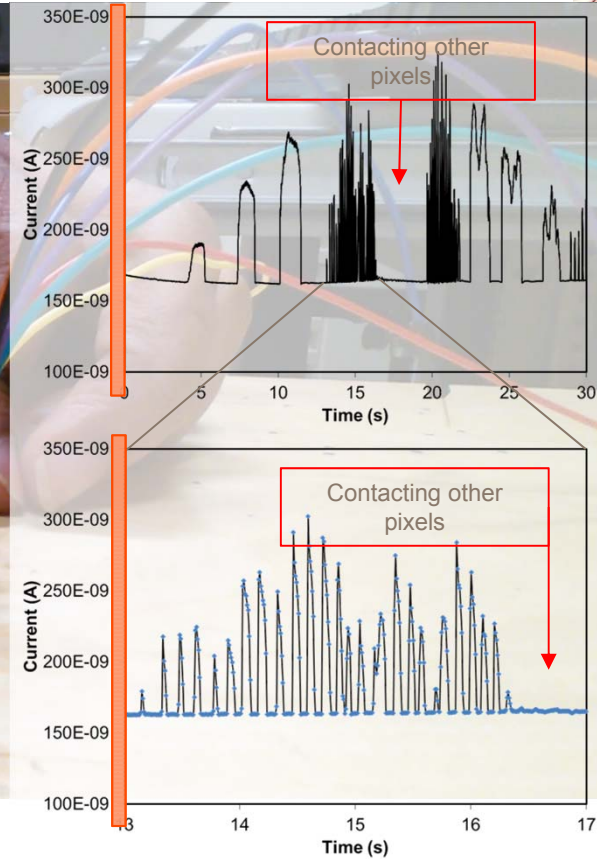 350E-09
Contacting other
pixels
300E-09
250E-09
Current (A)
200E-09
150E-09
100E-09
0 5 10 15 20 25 30
Time (s)
350E-09
Contacting other
pixels
300E-09
250E-09
Current (A)
200E-09
150E-09
100E-09
13 14 15 16 17
Time (s)